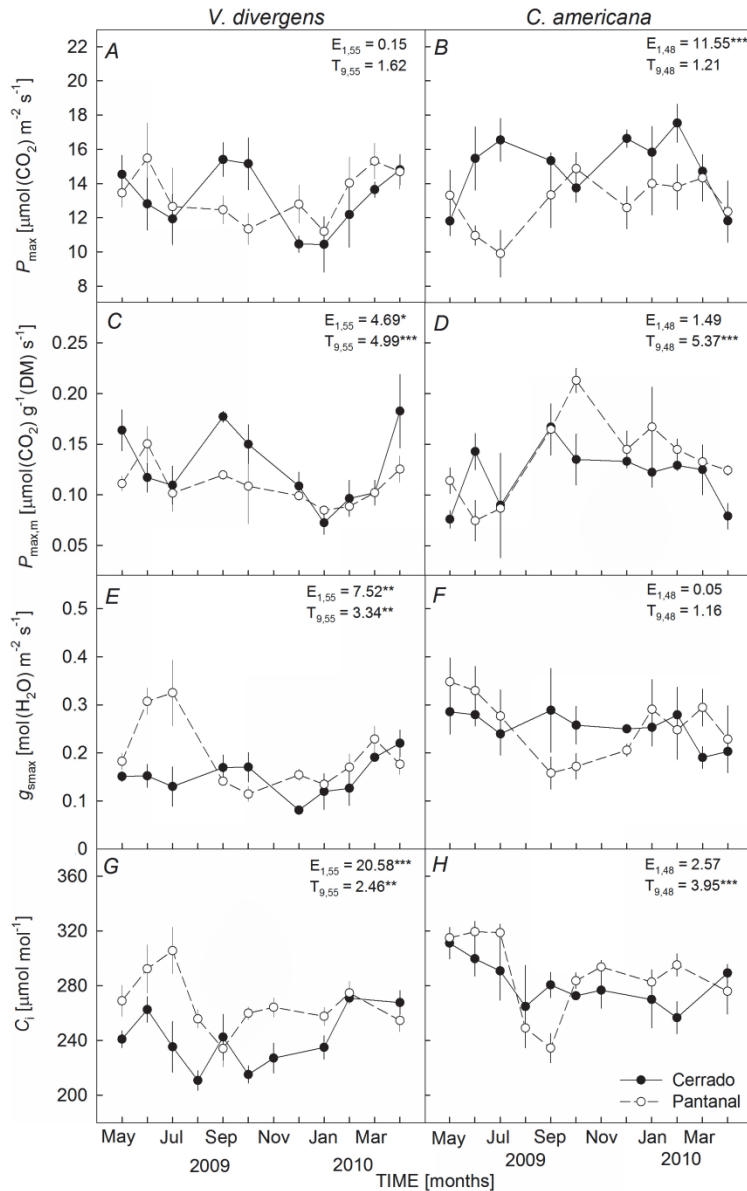 V. divergens
C. americana
A
E1,55 = 0.15
T9,55 = 1.62
B
E1,48 = 11.55***
T9,48 = 1.21
Pmax [µmol(CO2) m-2 s-1]
22
20
18
16
14
12
10
8
C
E1,55 = 4.69*
T9,55 = 4.99***
D
E1,48 = 1.49
T9,48 = 5.37***
Pmax,m [µmol(CO2) g-1(DM) s-1]
0.25
0.20
0.15
0.10
0.05
E
E1,55 = 7.52**
T9,55 = 3.34**
F
E1,48 = 0.05
T9,48 = 1.16
gsmax [mol(H2O) m-2 s-1]
0.5
0.4
0.3
0.2
0.1
0
G
E1,55 = 20.58***
T9,55 = 2.46**
H
E1,48 = 2.57
T9,48 = 3.95***
Ci [µmol mol-1]
360
320
280
240
200
Cerrado
Pantanal
May Jul Sep Nov Jan Mar
May Jul Sep Nov Jan Mar
2009 2010
2009 2010
TIME [months]